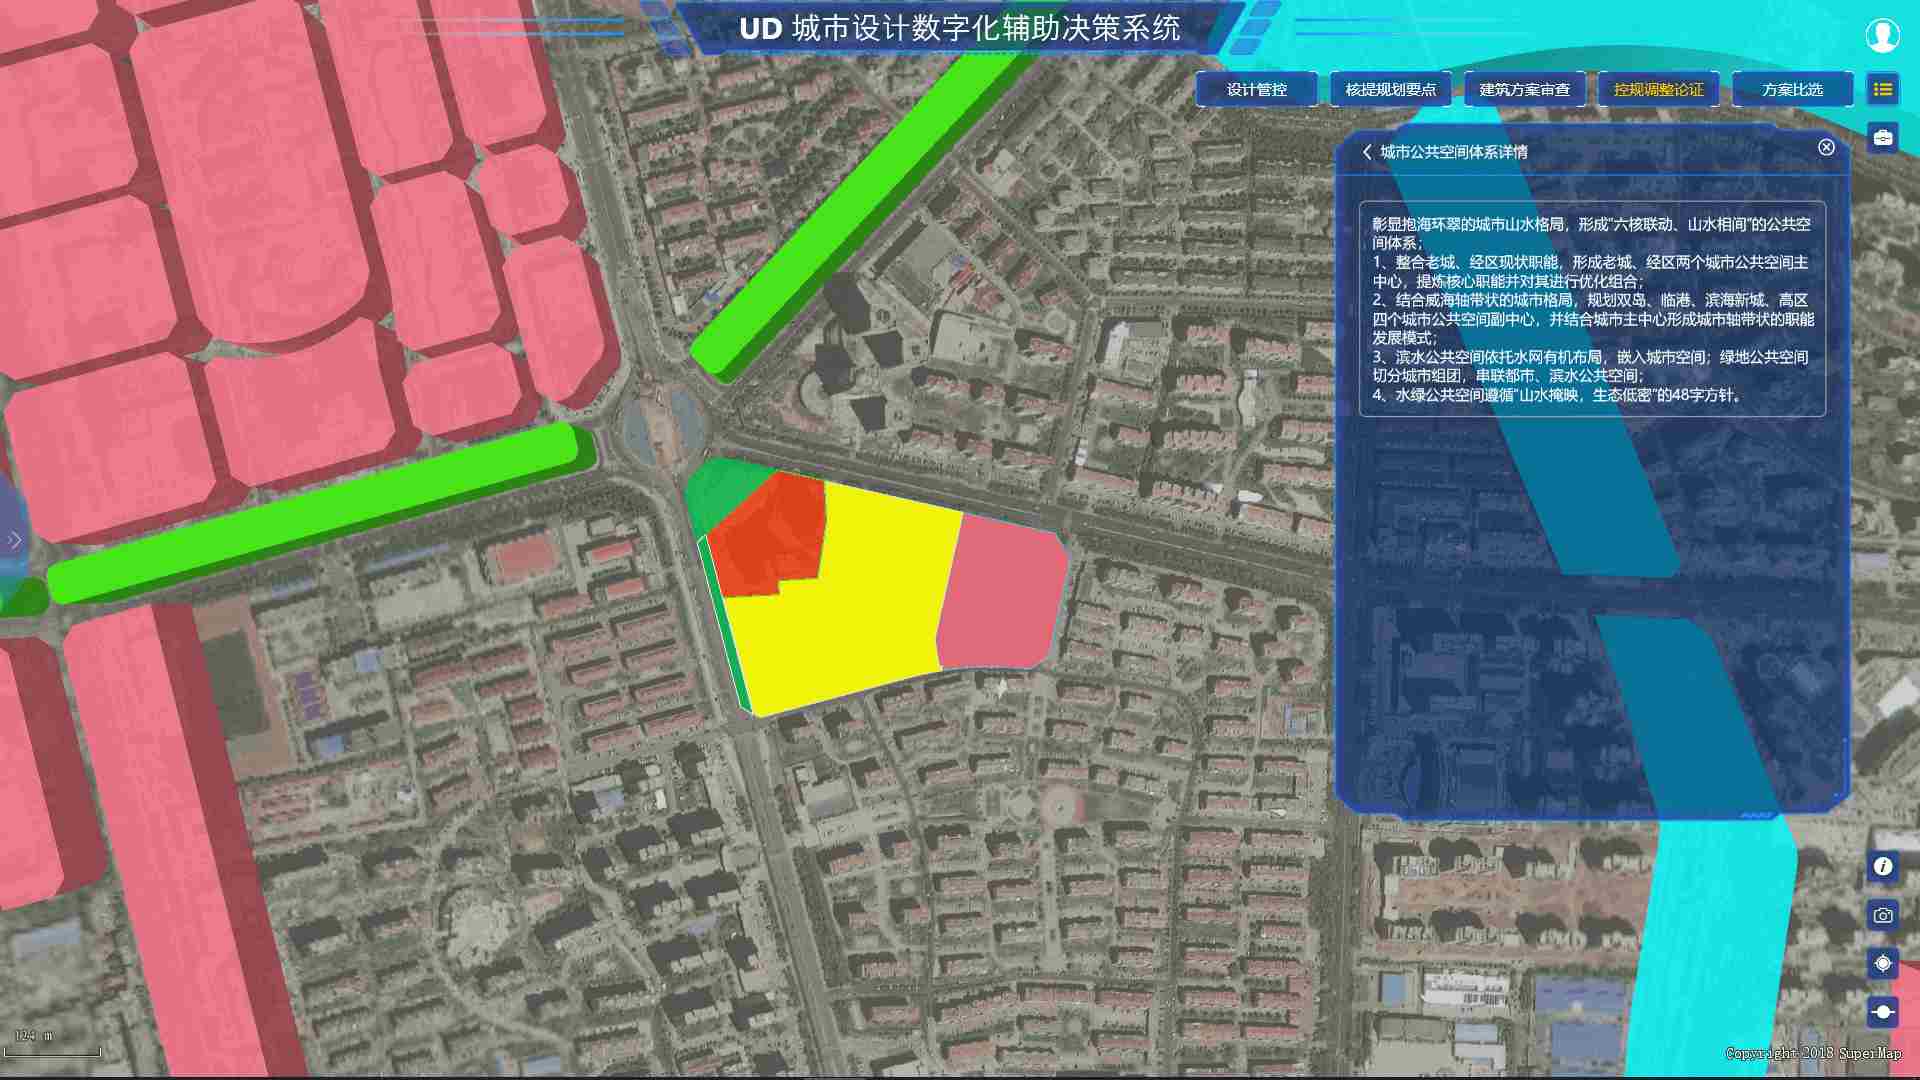 UD 城市设计数字化辅助决策系统
设计管控
核提规划要点
建筑方案审查
控规调整论证
方案比选
城市公共空间体系详情
彰显抱海环翠的城市山水格局，形成“六核联动、山水相间”的公共空
间体系；
1、整合老城、经区现状职能，形成老城、经区两个城市公共空间主
中心，提炼核心职能并对其进行优化组合；
2、结合威海轴带状的城市格局，规划双岛、临港、滨海新城、高区
四个城市公共空间副中心，并结合城市主中心形成城市轴带状的职能
发展模式；
3、滨水公共空间依托水网有机布局，嵌入城市空间；绿地公共空间
切分城市组团，串联都市、滨水公共空间；
4、水绿公共空间遵循“山水掩映，生态低密”的48字方针。
124 m
Copyright 2018 SuperMap